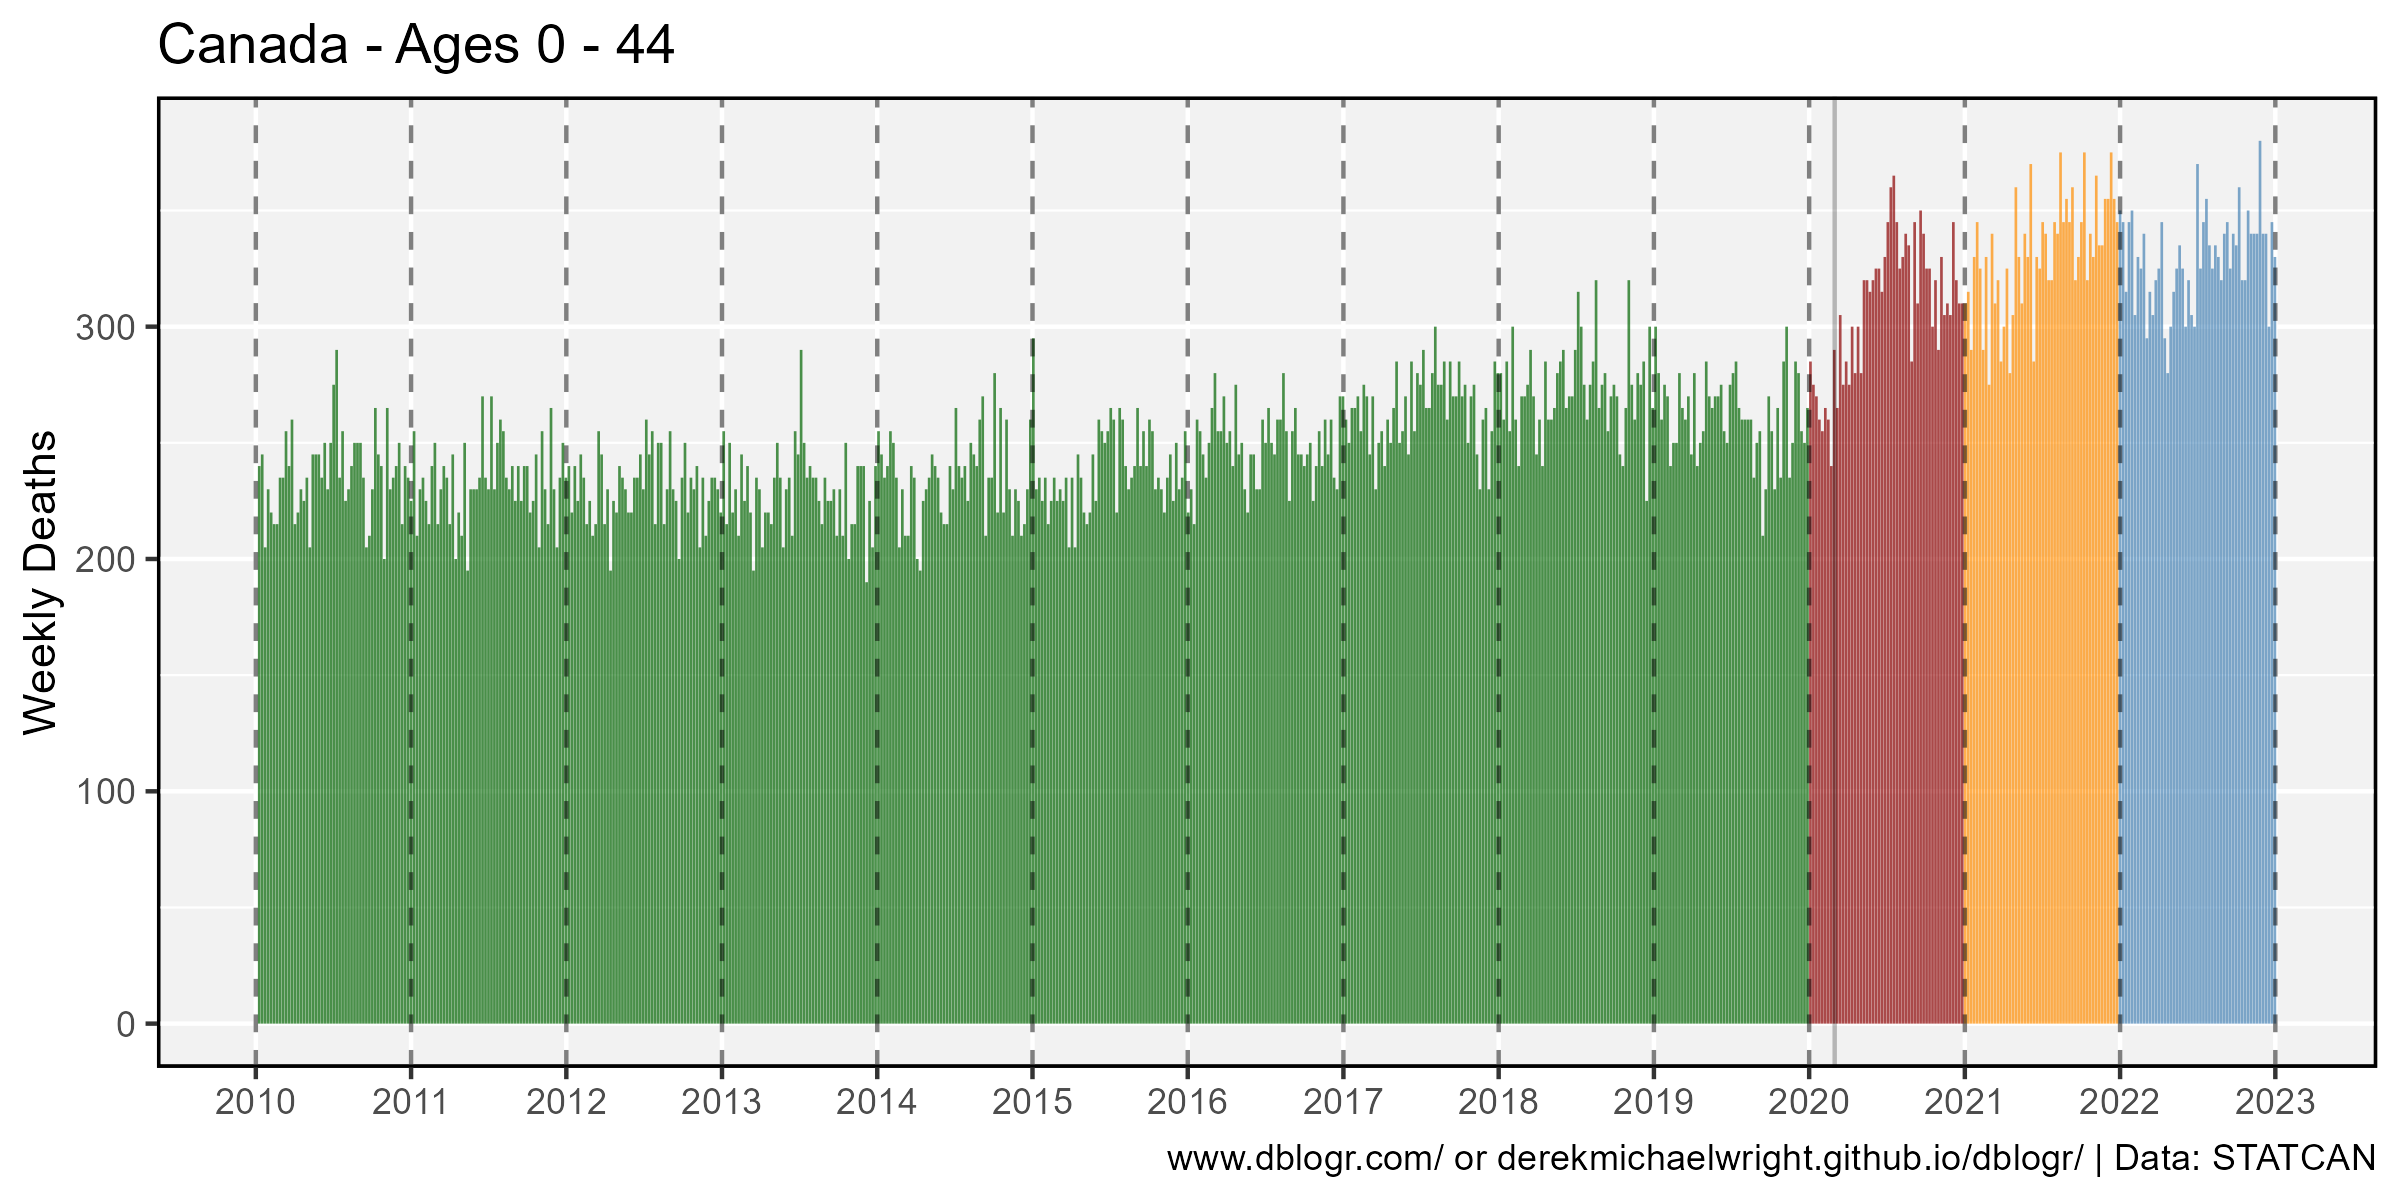 Canada - Ages 0 - 44
Weekly Deaths
300
200
100
0
2010 2011 2012 2013 2014 2015 2016 2017 2018 2019 2020 2021 2022 2023
www.dblogr.com/ or derekmichaelwright.github.io/dblogr/ | Data: STATCAN